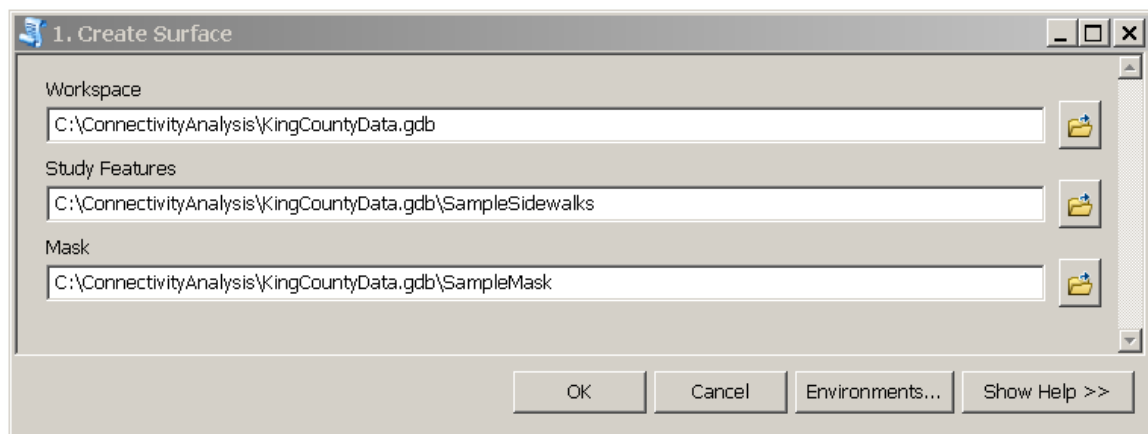 1. Create Surface
Workspace
C:\ConnectivityAnalysis\KingCountyData.gdb
Study Features
C:\ConnectivityAnalysis\KingCountyData.gdb\SampleSidewalks
Mask
C:\ConnectivityAnalysis\KingCountyData.gdb\SampleMask
OK Cancel Environments... Show Help >>